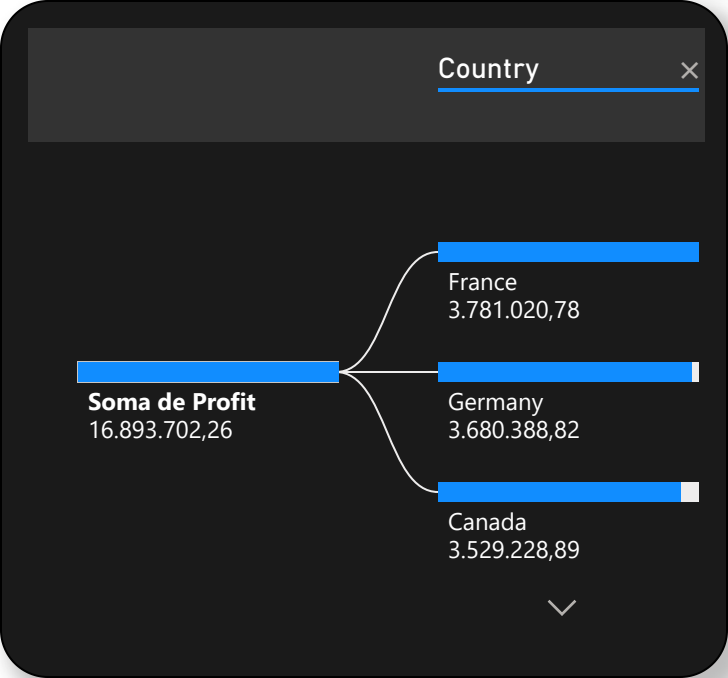 Country
France
3.781.020,78
Soma de Profit
16.893.702,26
Germany
3.680.388,82
Canada
3.529.228,89